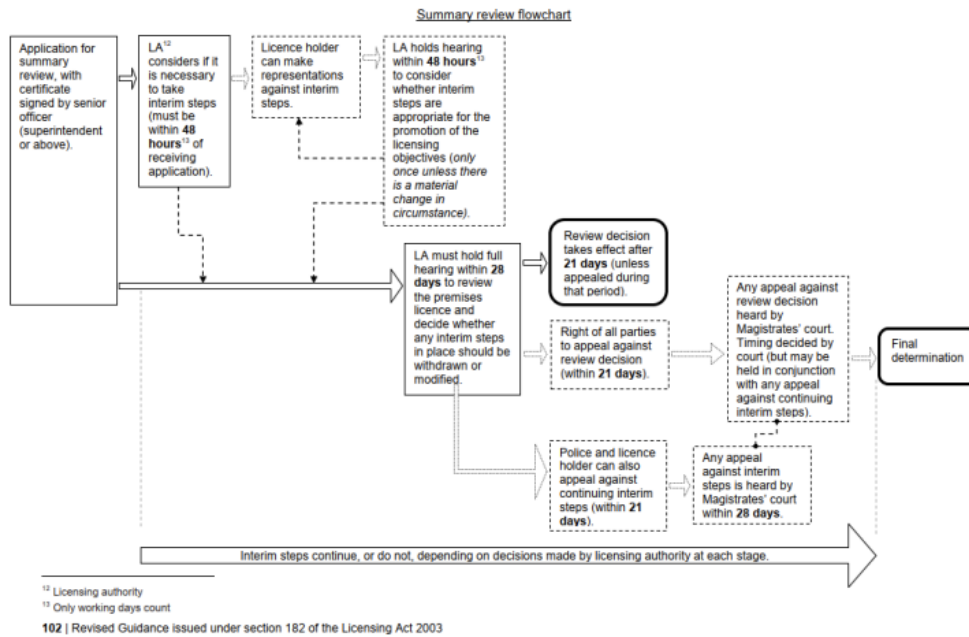 Summary review flowchart
Application for
summary
review, with
certificate
signed by senior
officer
(superintendent
or above).
LA¹²
considers if it is
necessary to
take interim
steps
(must be
within 48
hours¹³ of
receiving
application).
Licence holder
can make
representations
against interim
steps.
LA holds hearing
within 48 hours¹³
to consider
whether interim
steps are
appropriate for the
promotion of the
licensing
objectives (only
once unless there
is a material
change in
circumstance).
LA must hold full
hearing within 28
days to review
the premises
licence and
decide whether
any interim steps
in place should be
withdrawn or
modified.
Review decision
takes effect after
21 days (unless
appealed during
that period).
Right of all parties
to appeal against
review decision
(within 21 days).
Any appeal against
review decision
heard by
Magistrates' court.
Timing decided by
court (but may be
held in conjunction
with any appeal
against continuing
interim steps).
Final
determination
Police and licence
holder can also
appeal against
continuing interim
steps (within 21
days).
Any appeal
against interim
steps is heard by
Magistrates' court
within 28 days.
Interim steps continue, or do not, depending on decisions made by licensing authority at each stage.
¹² Licensing authority
¹³ Only working days count
102 | Revised Guidance issued under section 182 of the Licensing Act 2003